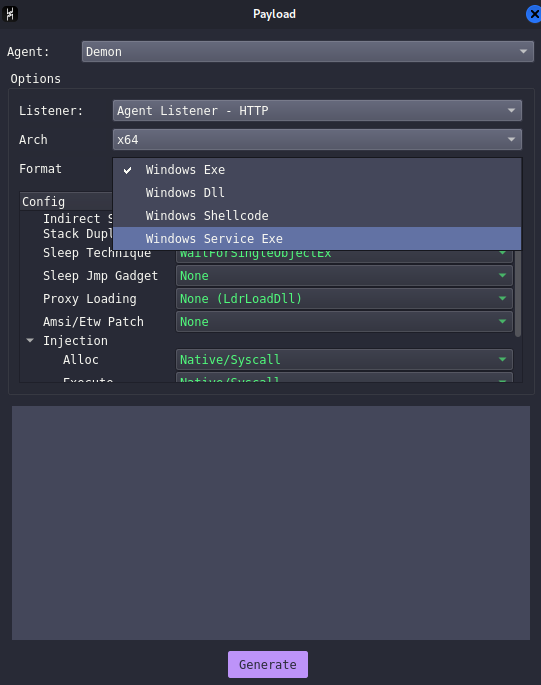 Payload
Agent: Demon
Options
Listener: Agent Listener - HTTP
Arch x64
Format
Windows Exe
Windows Dll
Windows Shellcode
Windows Service Exe
Config
Indirect S
Stack Dupl
Sleep Technique WaitForSingleObjectEx
Sleep Jmp Gadget None
Proxy Loading None (LdrLoadDll)
Amsi/Etw Patch None
Injection
Alloc Native/Syscall
Execute Native/Syscall
Generate